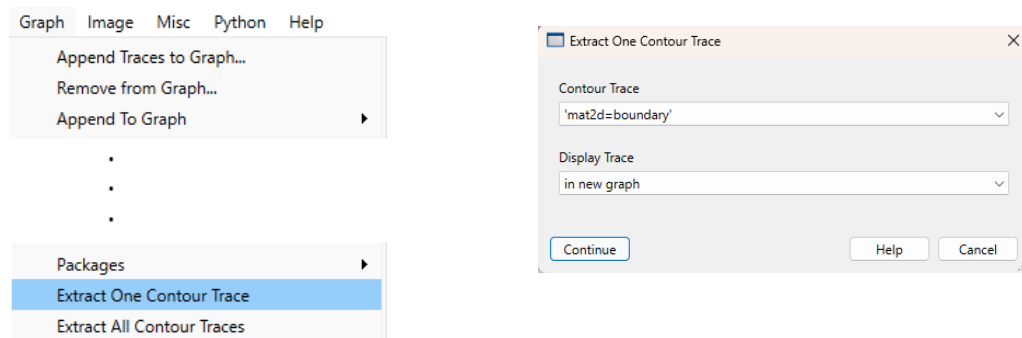 Graph Image Misc Python Help
Append Traces to Graph...
Remove from Graph...
Append To Graph
Packages
Extract One Contour Trace
Extract All Contour Traces
Extract One Contour Trace
Contour Trace
'mat2d=boundary'
Display Trace
in new graph
Continue Help Cancel